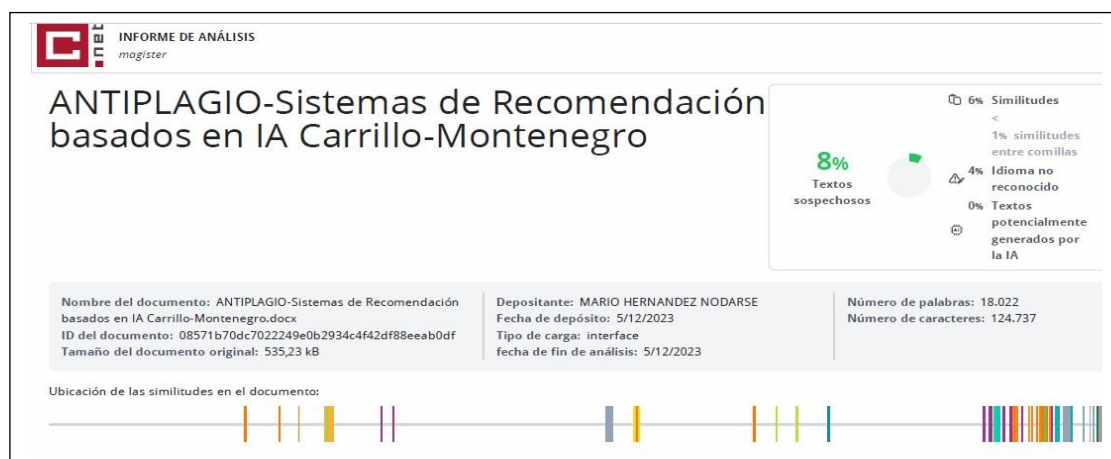 C
.net
INFORME DE ANÁLISIS
magister
ANTIPLAGIO-Sistemas de Recomendación
basados en IA Carrillo-Montenegro
8%
Textos
sospechosos
6% Similitudes
<
1% similitudes
entre comillas
4% Idioma no
reconocido
0% Textos
potencialmente
generados por
la IA
Nombre del documento: ANTIPLAGIO-Sistemas de Recomendación
basados en IA Carrillo-Montenegro.docx
ID del documento: 08571b70dc7022249e0b2934c4f42df88eeab0df
Tamaño del documento original: 535,23 kB
Depositante: MARIO HERNANDEZ NODARSE
Fecha de depósito: 5/12/2023
Tipo de carga: interface
fecha de fin de análisis: 5/12/2023
Número de palabras: 18.022
Número de caracteres: 124.737
Ubicación de las similitudes en el documento: